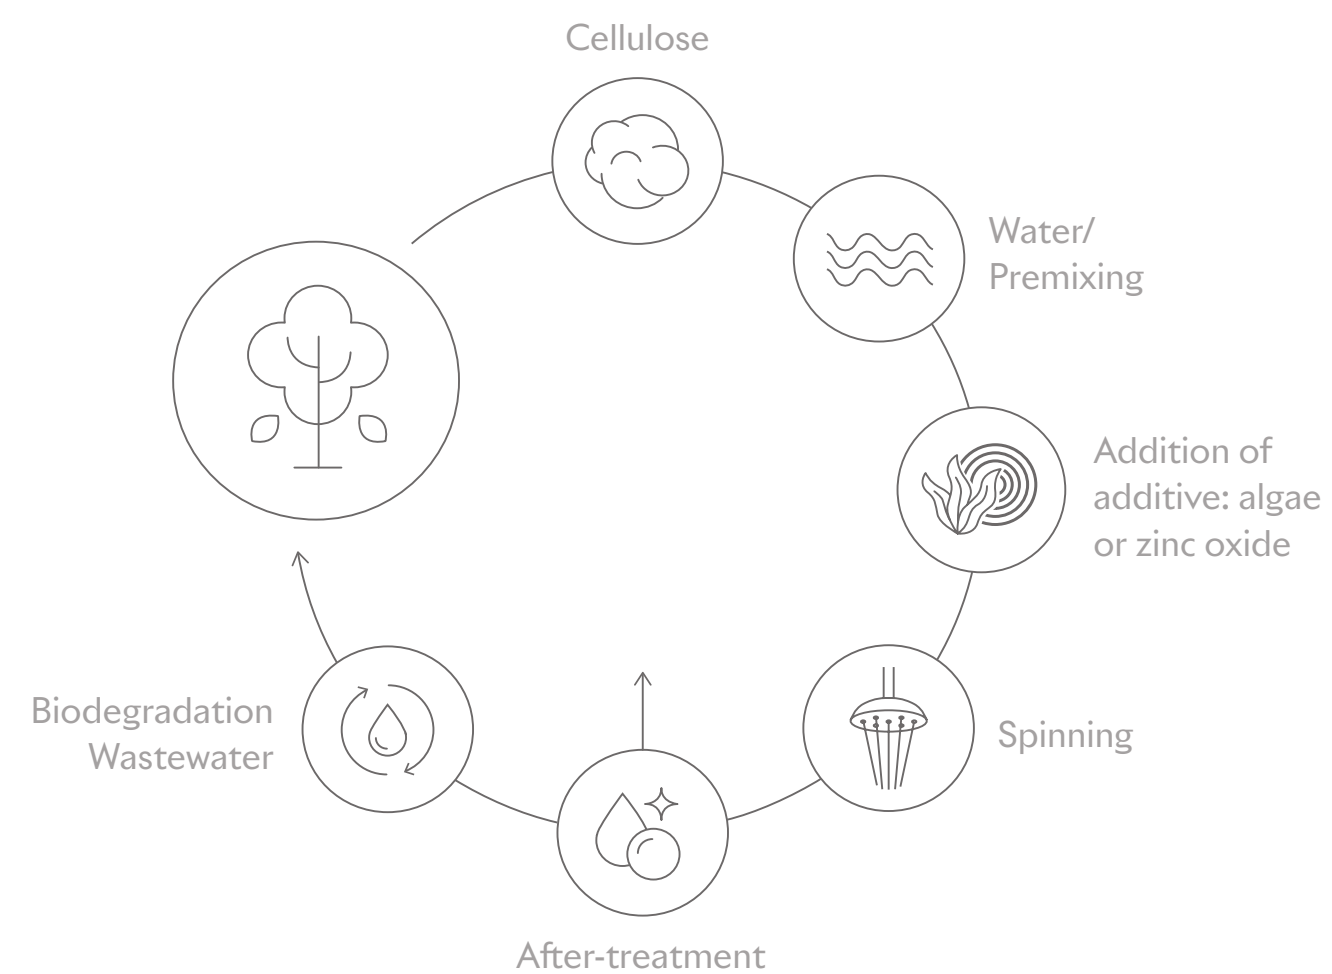 Cellulose
Water/
Premixing
Addition of
additive: algae
or zinc oxide
Spinning
After-treatment
Biodegradation
Wastewater